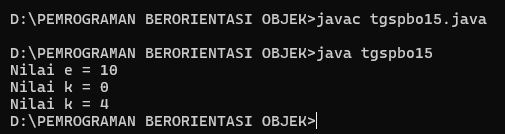 D:\PEMROGRAMAN BERORIENTASI OBJEK>javac tgspbo15.java
D:\PEMROGRAMAN BERORIENTASI OBJEK>java tgspbo15
Nilai e = 10
Nilai k = 0
Nilai k = 4
D:\PEMROGRAMAN BERORIENTASI OBJEK>